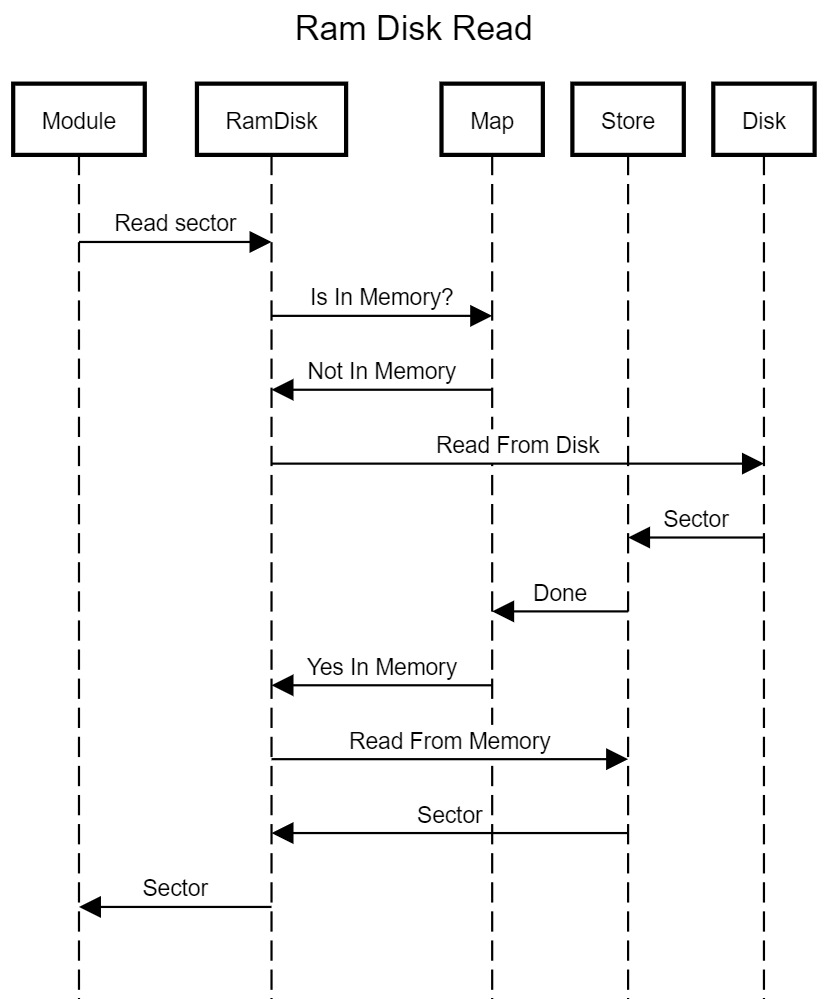 Ram Disk Read
Module
RamDisk
Map
Store
Disk
Read sector
Is In Memory?
Not In Memory
Read From Disk
Sector
Done
Yes In Memory
Read From Memory
Sector
Sector